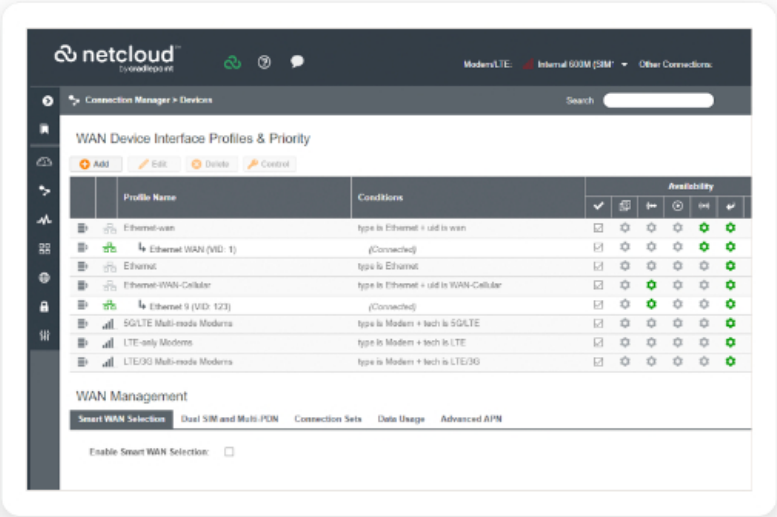 netcloud
by cradlepoint
Modem/LTE: Internal 600M (SIM* Other Connections:
Connection Manager > Devices Search
WAN Device Interface Profiles & Priority
Add Edit Delete Control
Availability
Profile Name Conditions
Ethernet-wan type is Ethernet + uid is wan
Ethernet WAN (VID: 1) (Connected)
Ethernet type is Ethernet
Ethernet-WAN-Cellular type is Ethernet + uid is WAN-Cellular
Ethernet 9 (VID: 123) (Connected)
5G/LTE Multi-mode Modems type is Modem + tech is 5G/LTE
LTE-only Modems type is Modem + tech is LTE
LTE/3G Multi-mode Modems type is Modem + tech is LTE/3G
WAN Management
Smart WAN Selection Dual SIM and Multi-PDN Connection Sets Data Usage Advanced APN
Enable Smart WAN Selection: